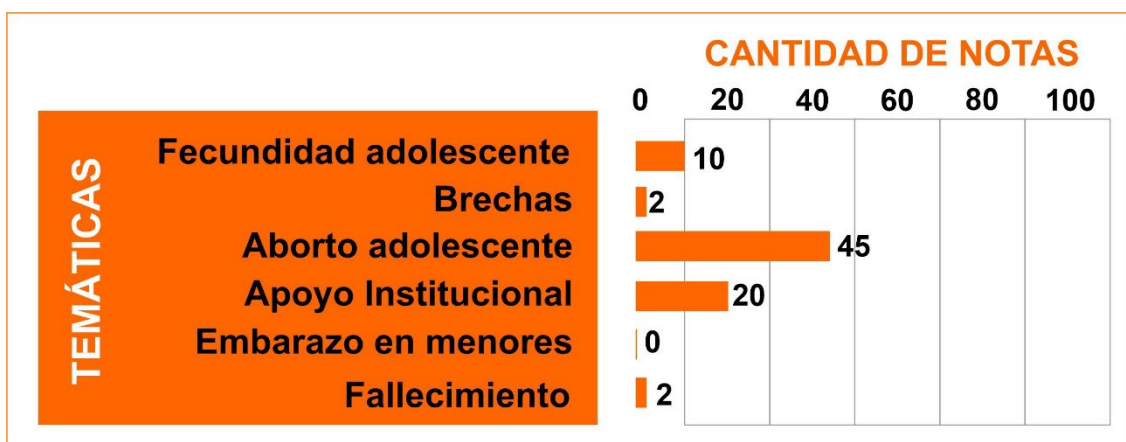 CANTIDAD DE NOTAS
0 20 40 60 80 100
TEMÁTICAS
Fecundidad adolescente 10
Brechas 2
Aborto adolescente 45
Apoyo Institucional 20
Embarazo en menores 0
Fallecimiento 2